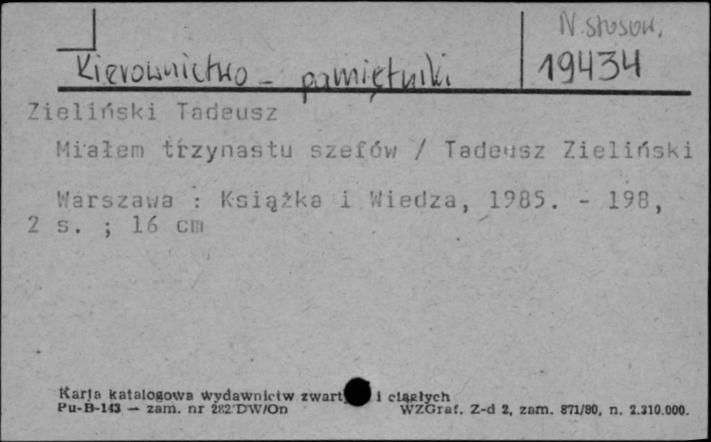 N. stosow.
Kierownictwo - pamiętniki 19434
Zieliński Tadeusz
Miałem trzynastu szefów / Tadeusz Zieliński
Warszawa : Książka i Wiedza, 1985. - 198,
2 s. ; 16 cm
Karta katalogowa wydawnictw zwart i ciągłych
Pu-B-143 — zam. nr 282/DW/On WZGraf. Z-d 2, zam. 871/80, n. 2.310.000.